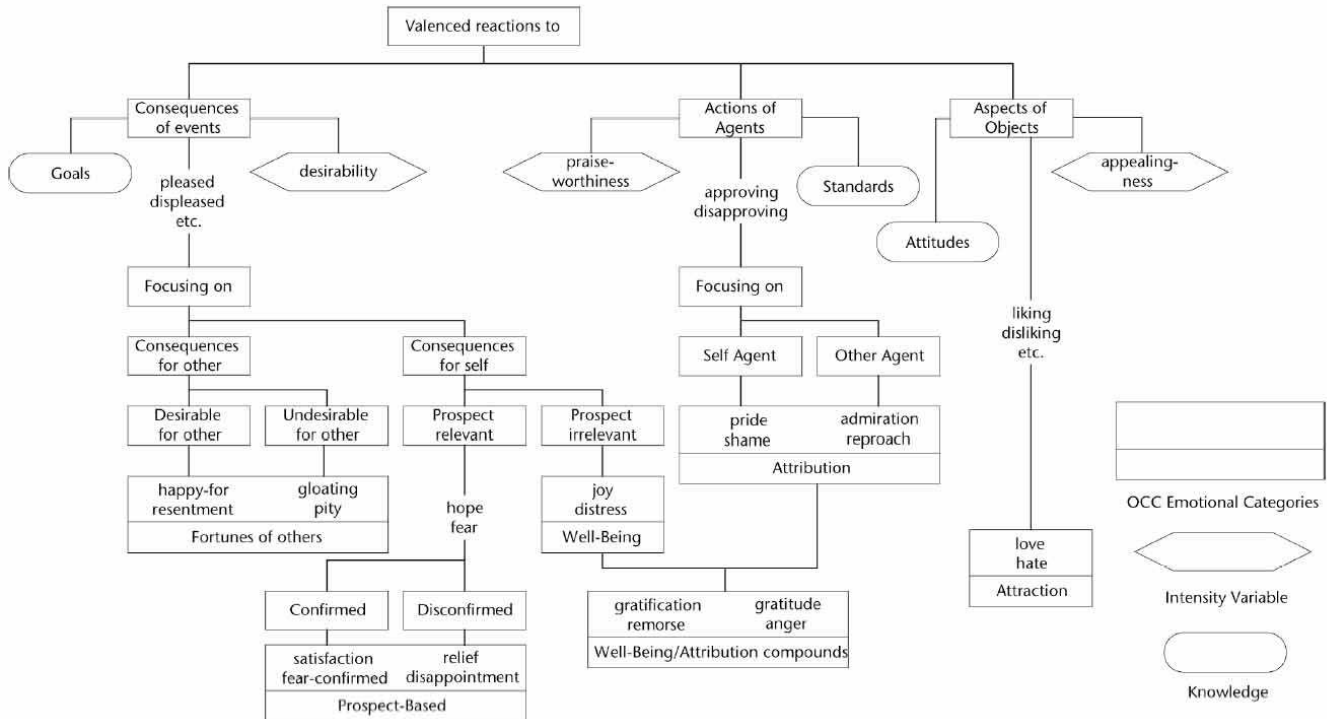 Valenced reactions to
Consequences
of events
Actions of
Agents
Aspects of
Objects
Goals
desirability
praise-
worthiness
Standards
appealing-
ness
Attitudes
pleased
displeased
etc.
approving
disapproving
Focusing on
Focusing on
liking
disliking
etc.
Consequences
for other
Consequences
for self
Self Agent
Other Agent
Desirable
for other
Undesirable
for other
Prospect
relevant
Prospect
irrelevant
pride
shame
admiration
reproach
Attribution
happy-for
resentment
gloating
pity
Fortunes of others
hope
fear
joy
distress
Well-Being
love
hate
Attraction
Confirmed
Disconfirmed
gratification
remorse
gratitude
anger
Well-Being/Attribution compounds
satisfaction
fear-confirmed
relief
disappointment
Prospect-Based
OCC Emotional Categories
Intensity Variable
Knowledge